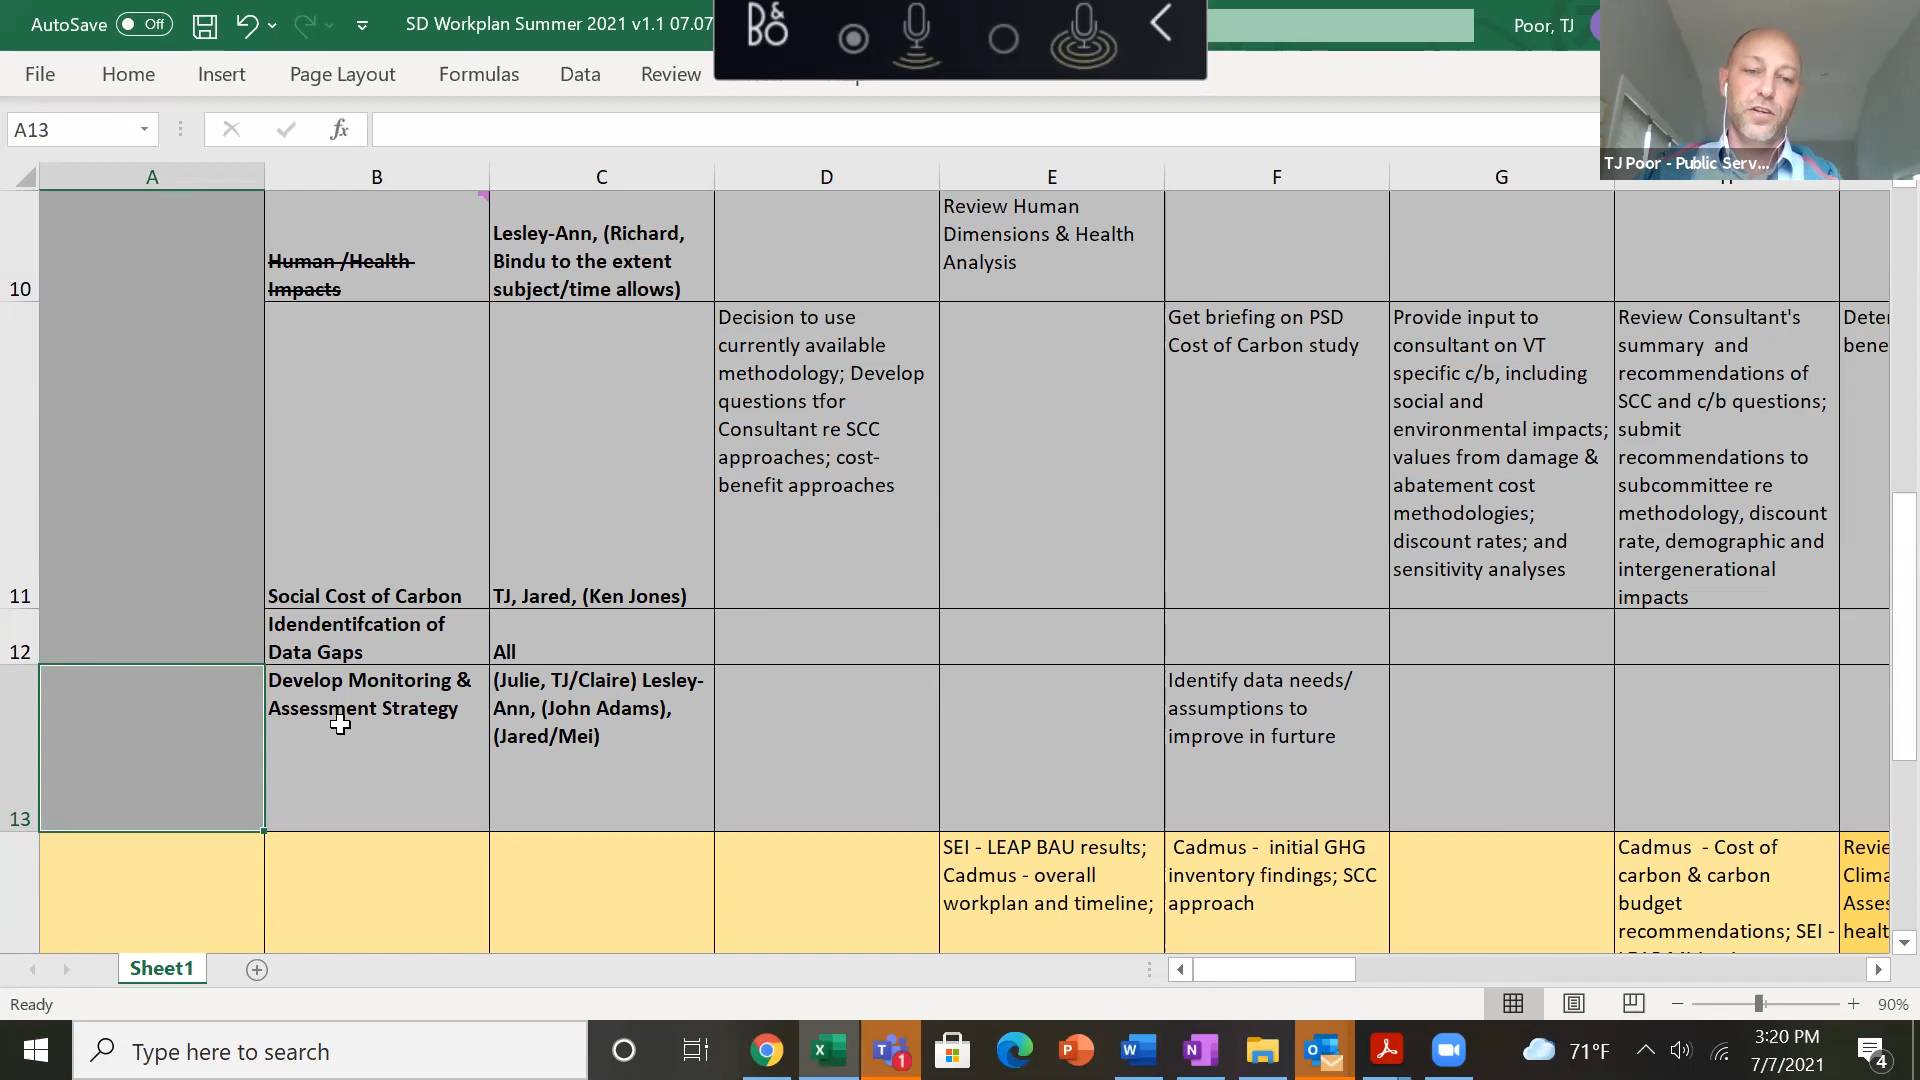 AutoSave Off SD Workplan Summer 2021 v1.1 07.07 Poor, TJ
B&O
File Home Insert Page Layout Formulas Data Review
TJ Poor - Public Serv...
A13 fx
A B C D E F G
10
Human /Health
Impacts
Lesley-Ann, (Richard,
Bindu to the extent
subject/time allows)
Review Human
Dimensions & Health
Analysis
11
Social Cost of Carbon
TJ, Jared, (Ken Jones)
Decision to use
currently available
methodology; Develop
questions tfor
Consultant re SCC
approaches; cost-
benefit approaches
Get briefing on PSD
Cost of Carbon study
Provide input to
consultant on VT
specific c/b, including
social and
environmental impacts;
values from damage &
abatement cost
methodologies;
discount rates; and
sensitivity analyses
Review Consultant's
summary and
recommendations of
SCC and c/b questions;
submit
recommendations to
subcommittee re
methodology, discount
rate, demographic and
intergenerational
impacts
Deter
bene
12
Idendentifcation of
Data Gaps
All
13
Develop Monitoring &
Assessment Strategy
(Julie, TJ/Claire) Lesley-
Ann, (John Adams),
(Jared/Mei)
Identify data needs/
assumptions to
improve in furture
SEI - LEAP BAU results;
Cadmus - overall
workplan and timeline;
Cadmus - initial GHG
inventory findings; SCC
approach
Cadmus - Cost of
carbon & carbon
budget
recommendations; SEI -
Revie
Clima
Asses
healt
Sheet1
Ready 90%
Type here to search
1
71°F
3:20 PM
7/7/2021
4